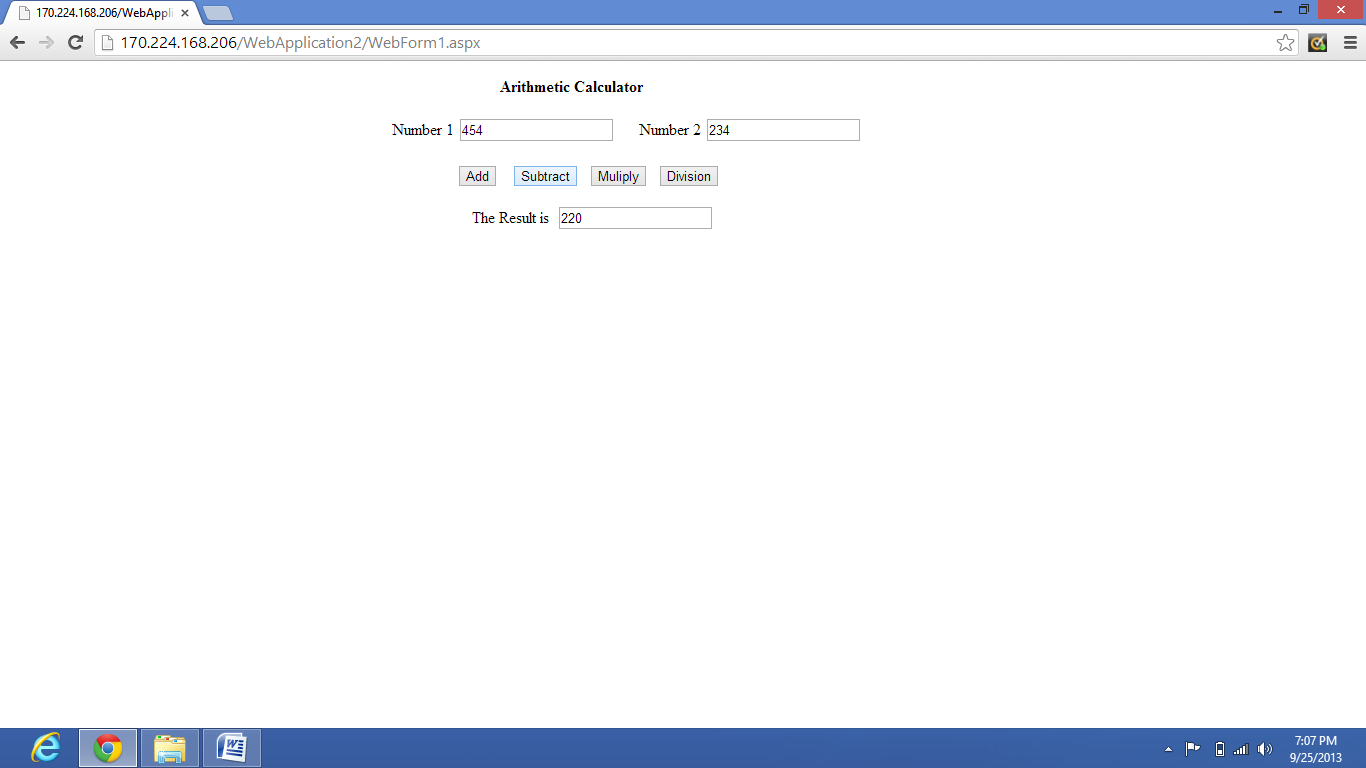 170.224.168.206/WebAppli
170.224.168.206/WebApplication2/WebForm1.aspx
Arithmetic Calculator
Number 1 454 Number 2 234
Add Subtract Muliply Division
The Result is 220
7:07 PM
9/25/2013